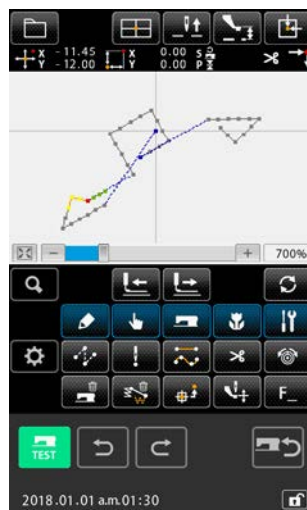 X -11.45 X 0.00 S
Y -12.00 Y 0.00 P
700%
F_
TEST
2018.01.01 a.m.01:30